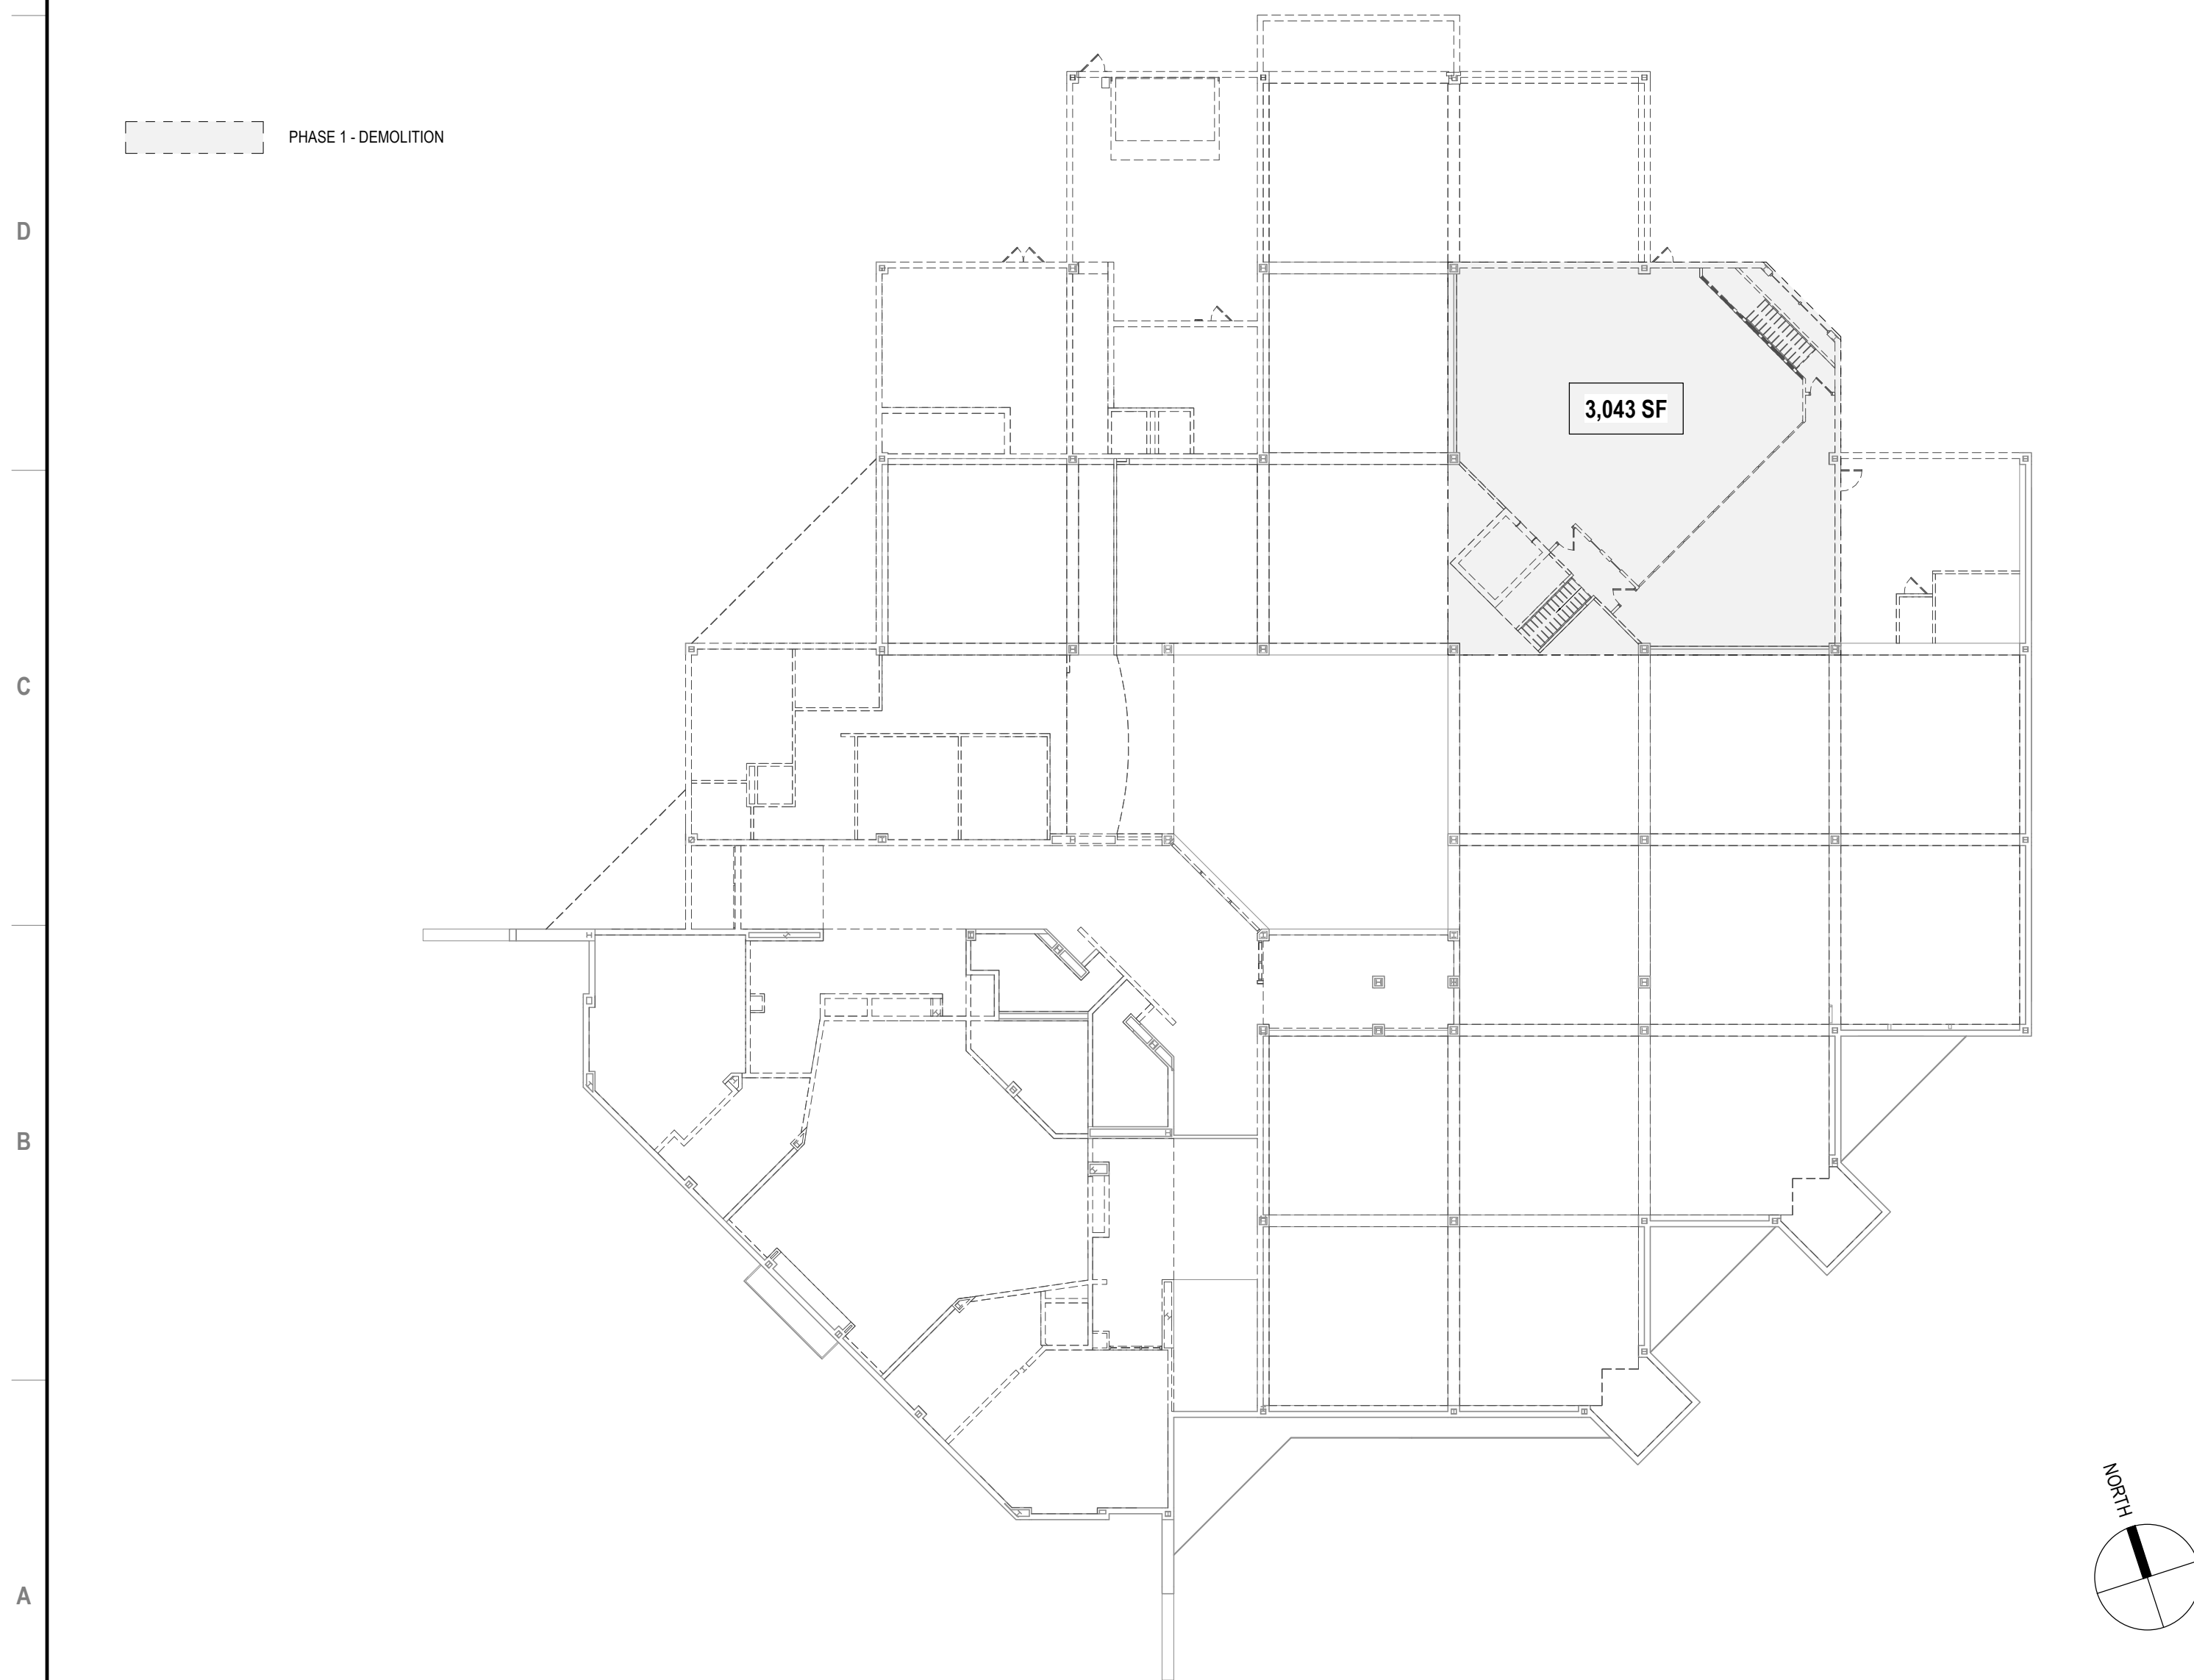 D
PHASE 1 - DEMOLITION
3,043 SF
C
B
NORTH
A